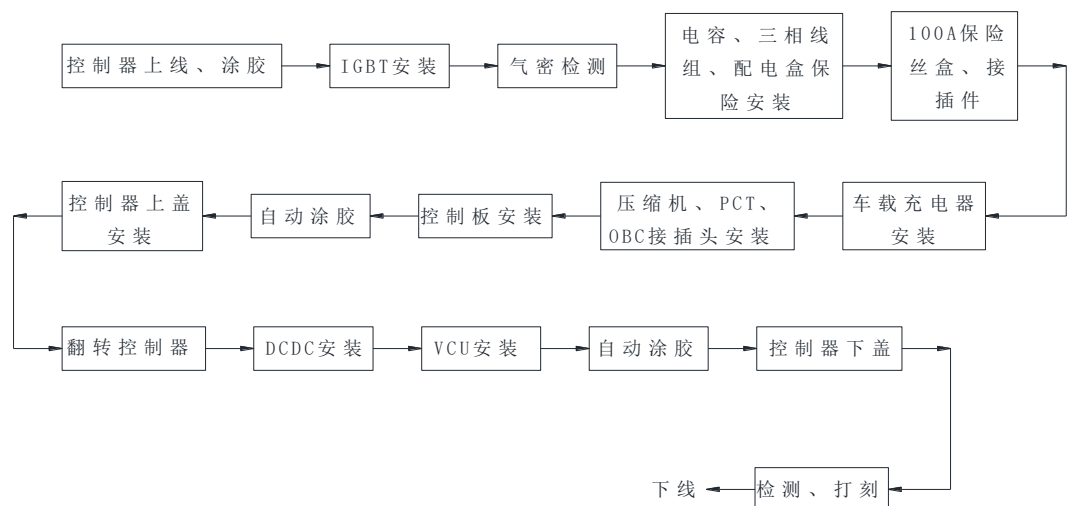 控制器上线、涂胶
IGBT安装
气密检测
电容、三相线
组、配电盒保
险安装
100A保险
丝盒、接
插件
车载充电器
安装
压缩机、PCT、
OBC接插头安装
控制板安装
自动涂胶
控制器上盖
安装
翻转控制器
DCDC安装
VCU安装
自动涂胶
控制器下盖
检测、打刻
下线